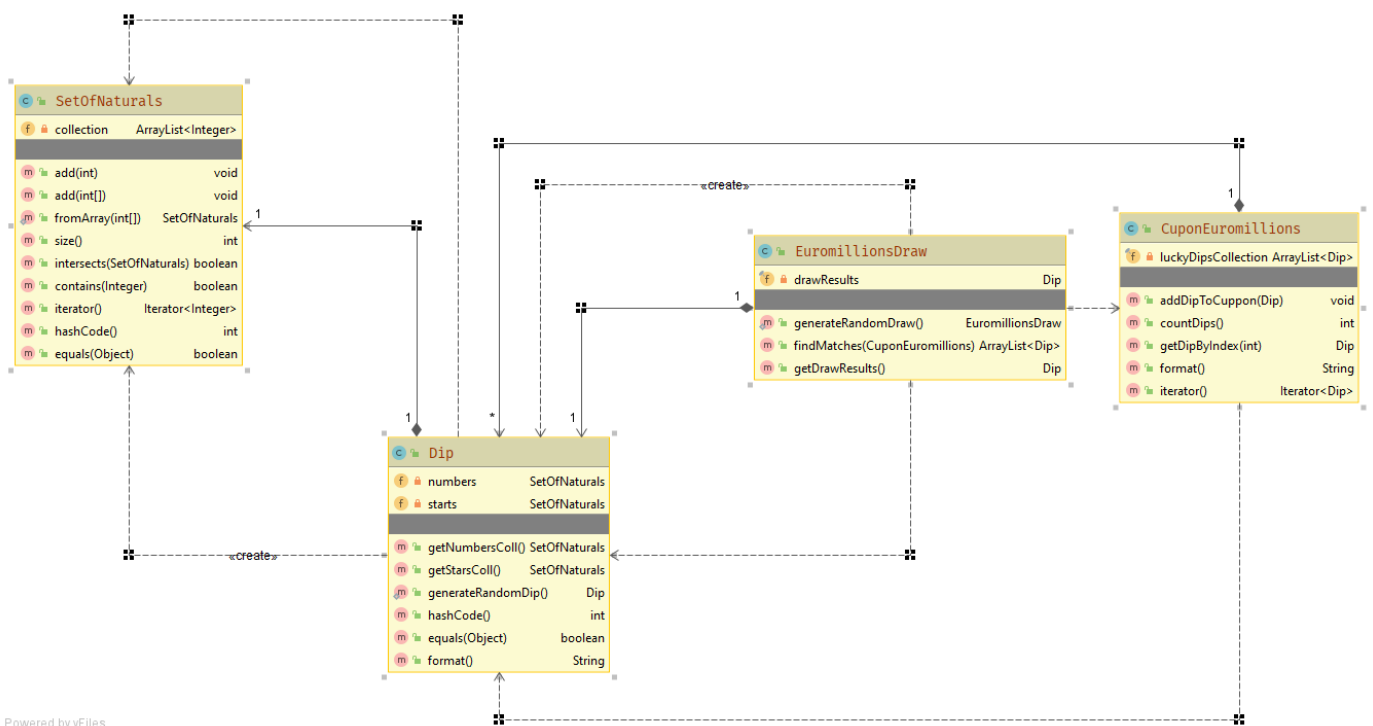 SetOfNaturals
collection ArrayList<Integer>
add(int) void
add(int[]) void
fromArray(int[]) SetOfNaturals
size() int
intersects(SetOfNaturals) boolean
contains(Integer) boolean
iterator() Iterator<Integer>
hashCode() int
equals(Object) boolean
1
1
«create»
Dip
numbers SetOfNaturals
starts SetOfNaturals
getNumbersColl() SetOfNaturals
getStarsColl() SetOfNaturals
generateRandomDip() Dip
hashCode() int
equals(Object) boolean
format() String
*
1
«create»
1
EuromillionsDraw
drawResults Dip
generateRandomDraw() EuromillionsDraw
findMatches(CuponEuromillions) ArrayList<Dip>
getDrawResults() Dip
1
CuponEuromillions
luckyDipsCollection ArrayList<Dip>
addDipToCuppon(Dip) void
countDips() int
getDipByIndex(int) Dip
format() String
iterator() Iterator<Dip>
Powered by yFiles